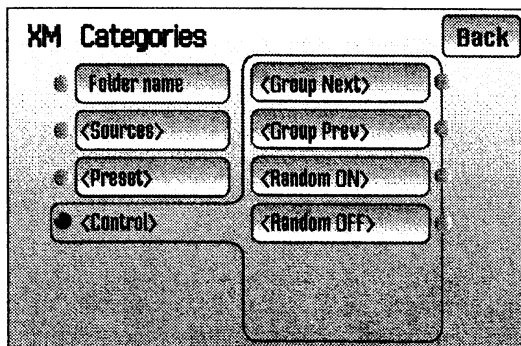 XM Categories
Back
Folder name
<Sources>
<Preset>
<Control>
<Group Next>
<Group Prev>
<Random ON>
<Random OFF>